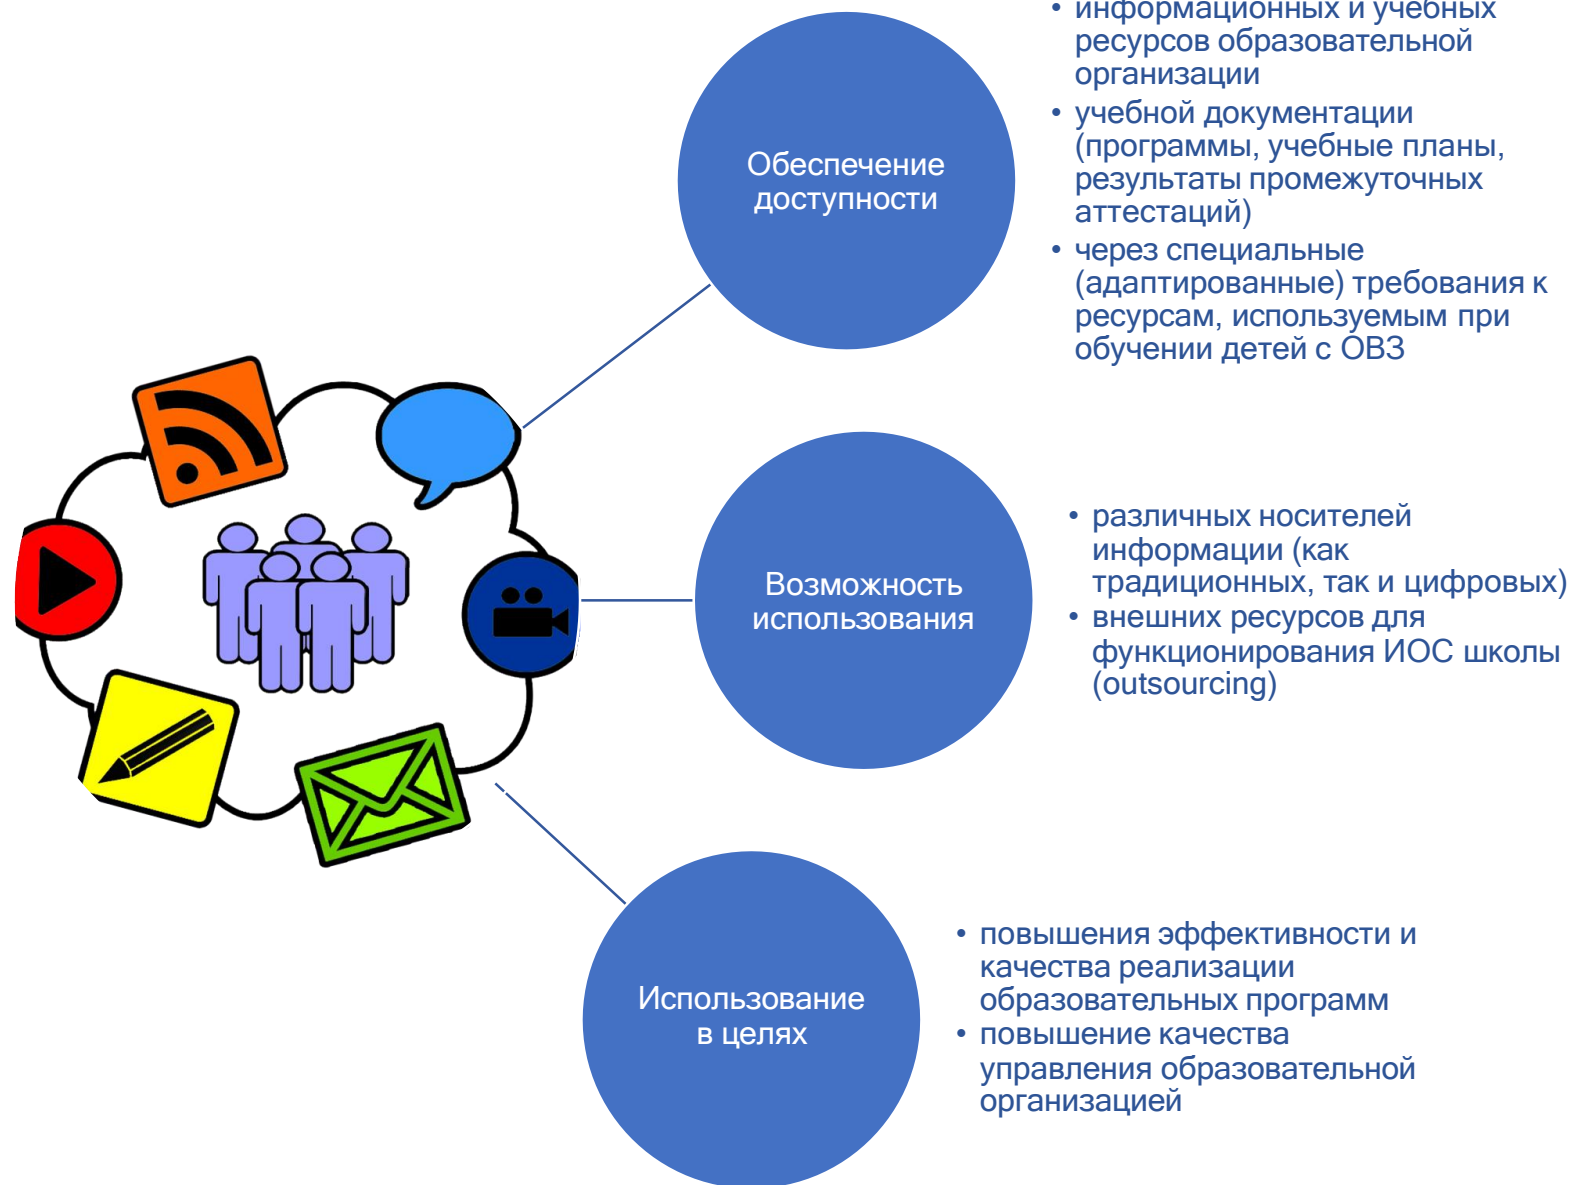 • информационных и учебных
ресурсов образовательной
организации
• учебной документации
(программы, учебные планы,
результаты промежуточных
аттестаций)
• через специальные
(адаптированные) требования к
ресурсам, используемым при
обучении детей с ОВЗ
Обеспечение
доступности
Возможность
использования
• различных носителей
информации (как
традиционных, так и цифровых)
• внешних ресурсов для
функционирования ИОС школы
(outsourcing)
Использование
в целях
• повышения эффективности и
качества реализации
образовательных программ
• повышение качества
управления образовательной
организацией